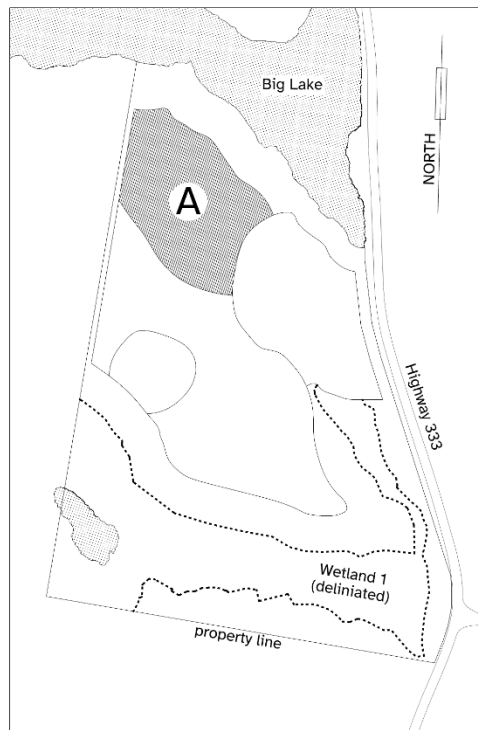 Big Lake
NORTH
A
Highway 333
Wetland 1
(deliniated)
property line